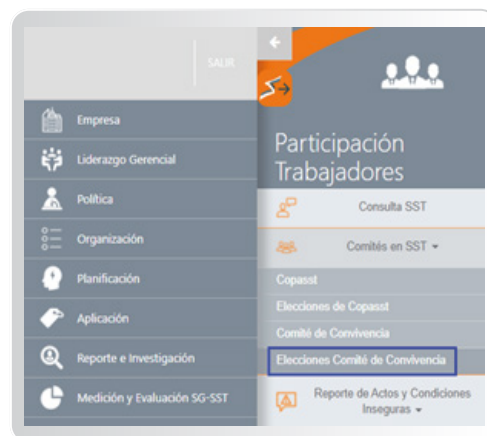 SALIR
Empresa
Liderazgo Gerencial
Política
Organización
Planificación
Aplicación
Reporte e Investigación
Medición y Evaluación SG-SST
Participación
Trabajadores
Consulta SST
Comités en SST
Copasst
Elecciones de Copasst
Comité de Convivencia
Elecciones Comité de Convivencia
Reporte de Actos y Condiciones
Inseguras